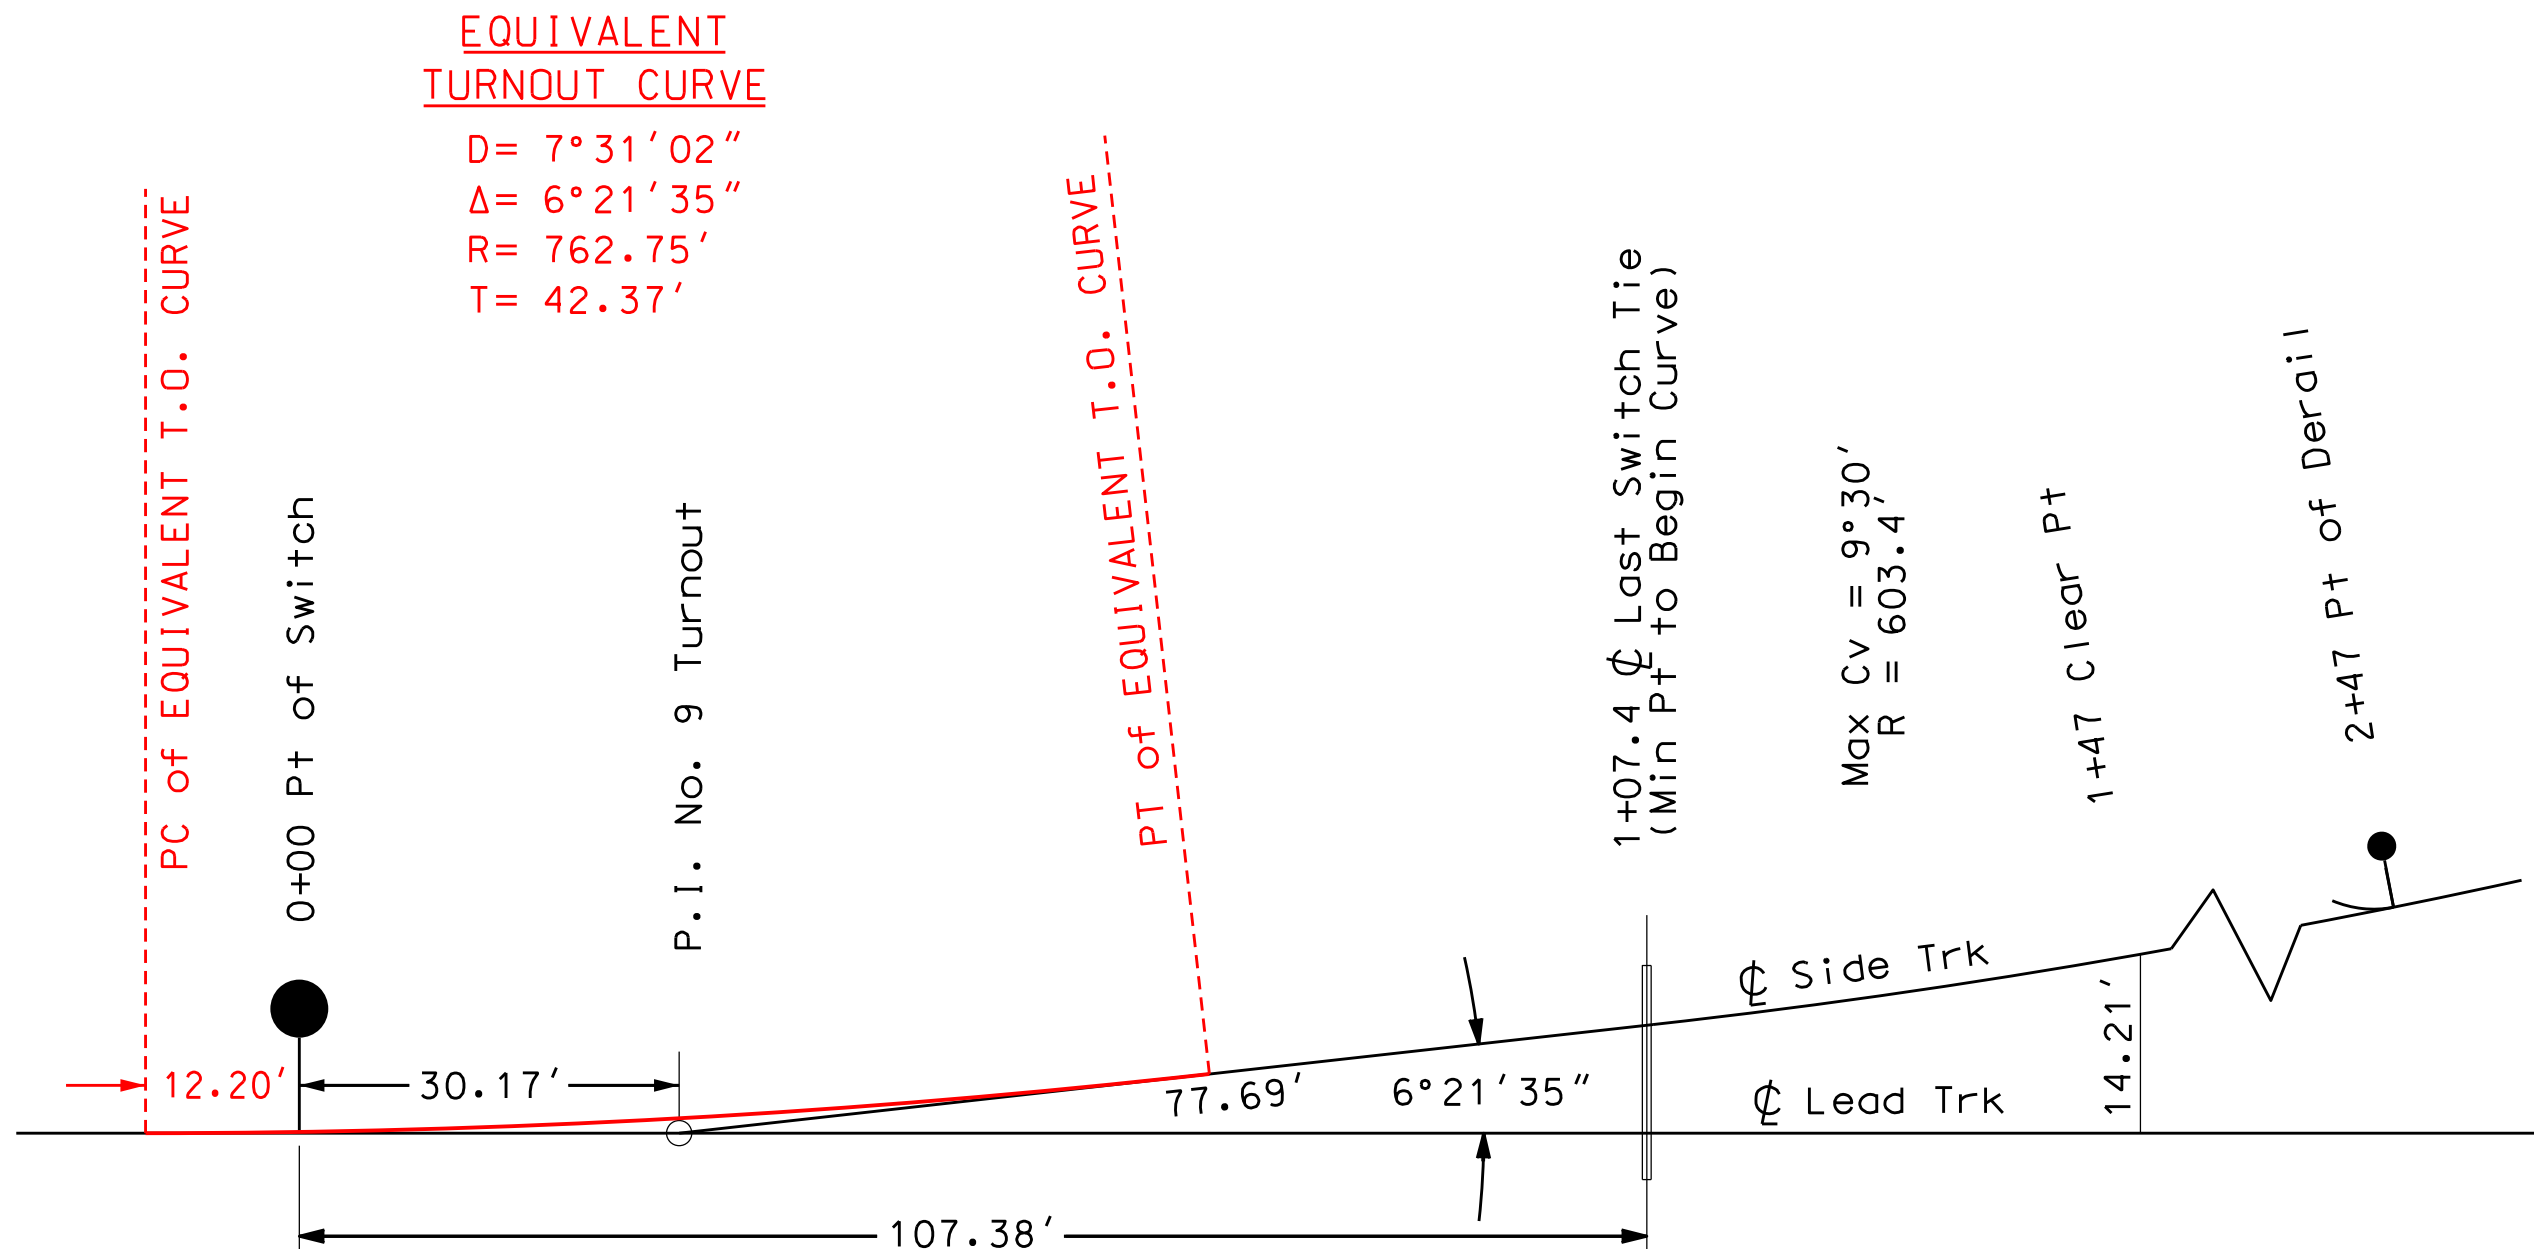 EQUIVALENT
TURNOUT CURVE
D= 7°31'02"
Δ= 6°21'35"
R= 762.75'
T= 42.37'
PC of EQUIVALENT T.O. CURVE
0+00 Pt of Switch
P.I. No. 9 Turnout
PT of EQUIVALENT T.O. CURVE
1+07.4 ℄ Last Switch Tie
(Min Pt to Begin Curve)
Max Cv = 9°30'
R = 603.4'
1+47 Clear Pt
2+47 Pt of Derail
℄ Side Trk
12.20'
30.17'
77.69'
6°21'35"
℄ Lead Trk
14.21'
107.38'